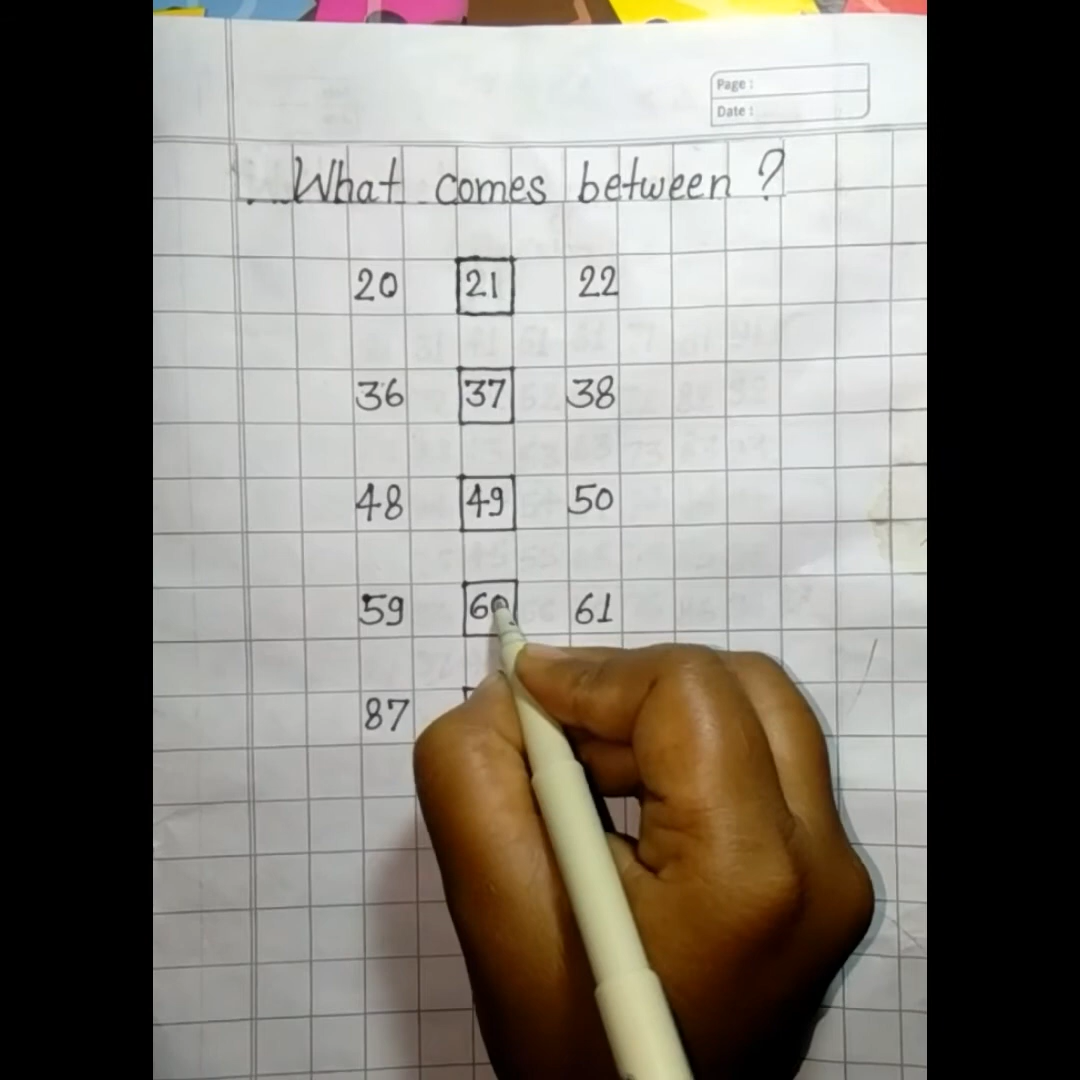 Page :
Date :
What comes between ?
20 21 22
36 37 38
48 49 50
59 60 61
87